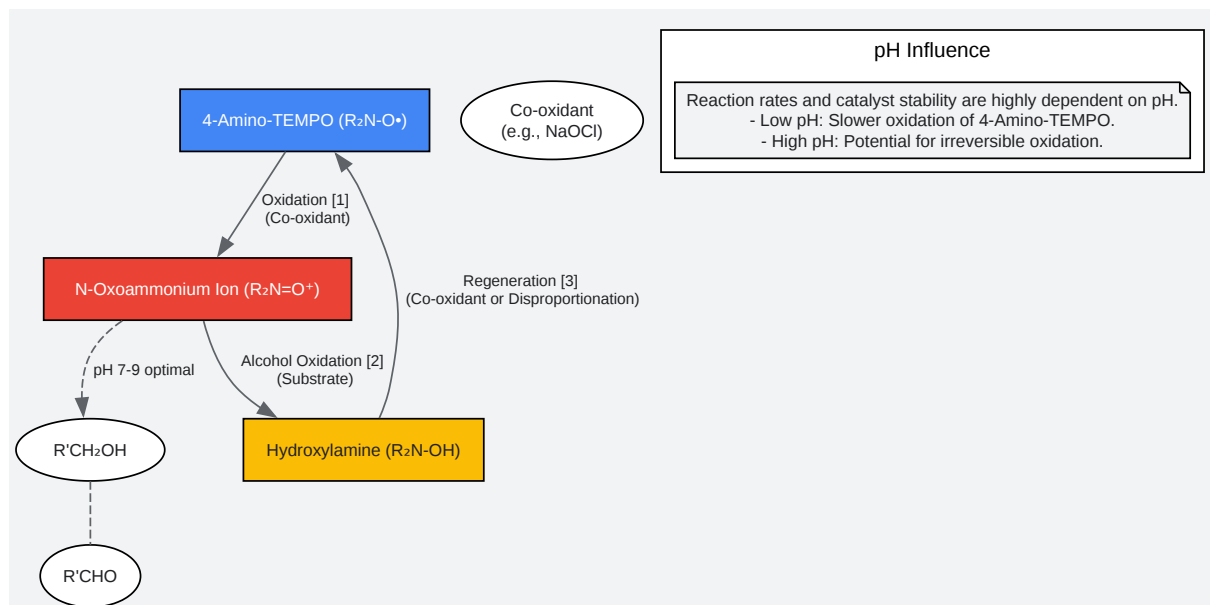 pH Influence
Reaction rates and catalyst stability are highly dependent on pH.
- Low pH: Slower oxidation of 4-Amino-TEMPO.
- High pH: Potential for irreversible oxidation.
4-Amino-TEMPO (R₂N-O•)
Co-oxidant
(e.g., NaOCl)
Oxidation [1]
(Co-oxidant)
N-Oxoammonium Ion (R₂N=O⁺)
Regeneration [3]
(Co-oxidant or Disproportionation)
pH 7-9 optimal
Alcohol Oxidation [2]
(Substrate)
R'CH₂OH
Hydroxylamine (R₂N-OH)
R'CHO